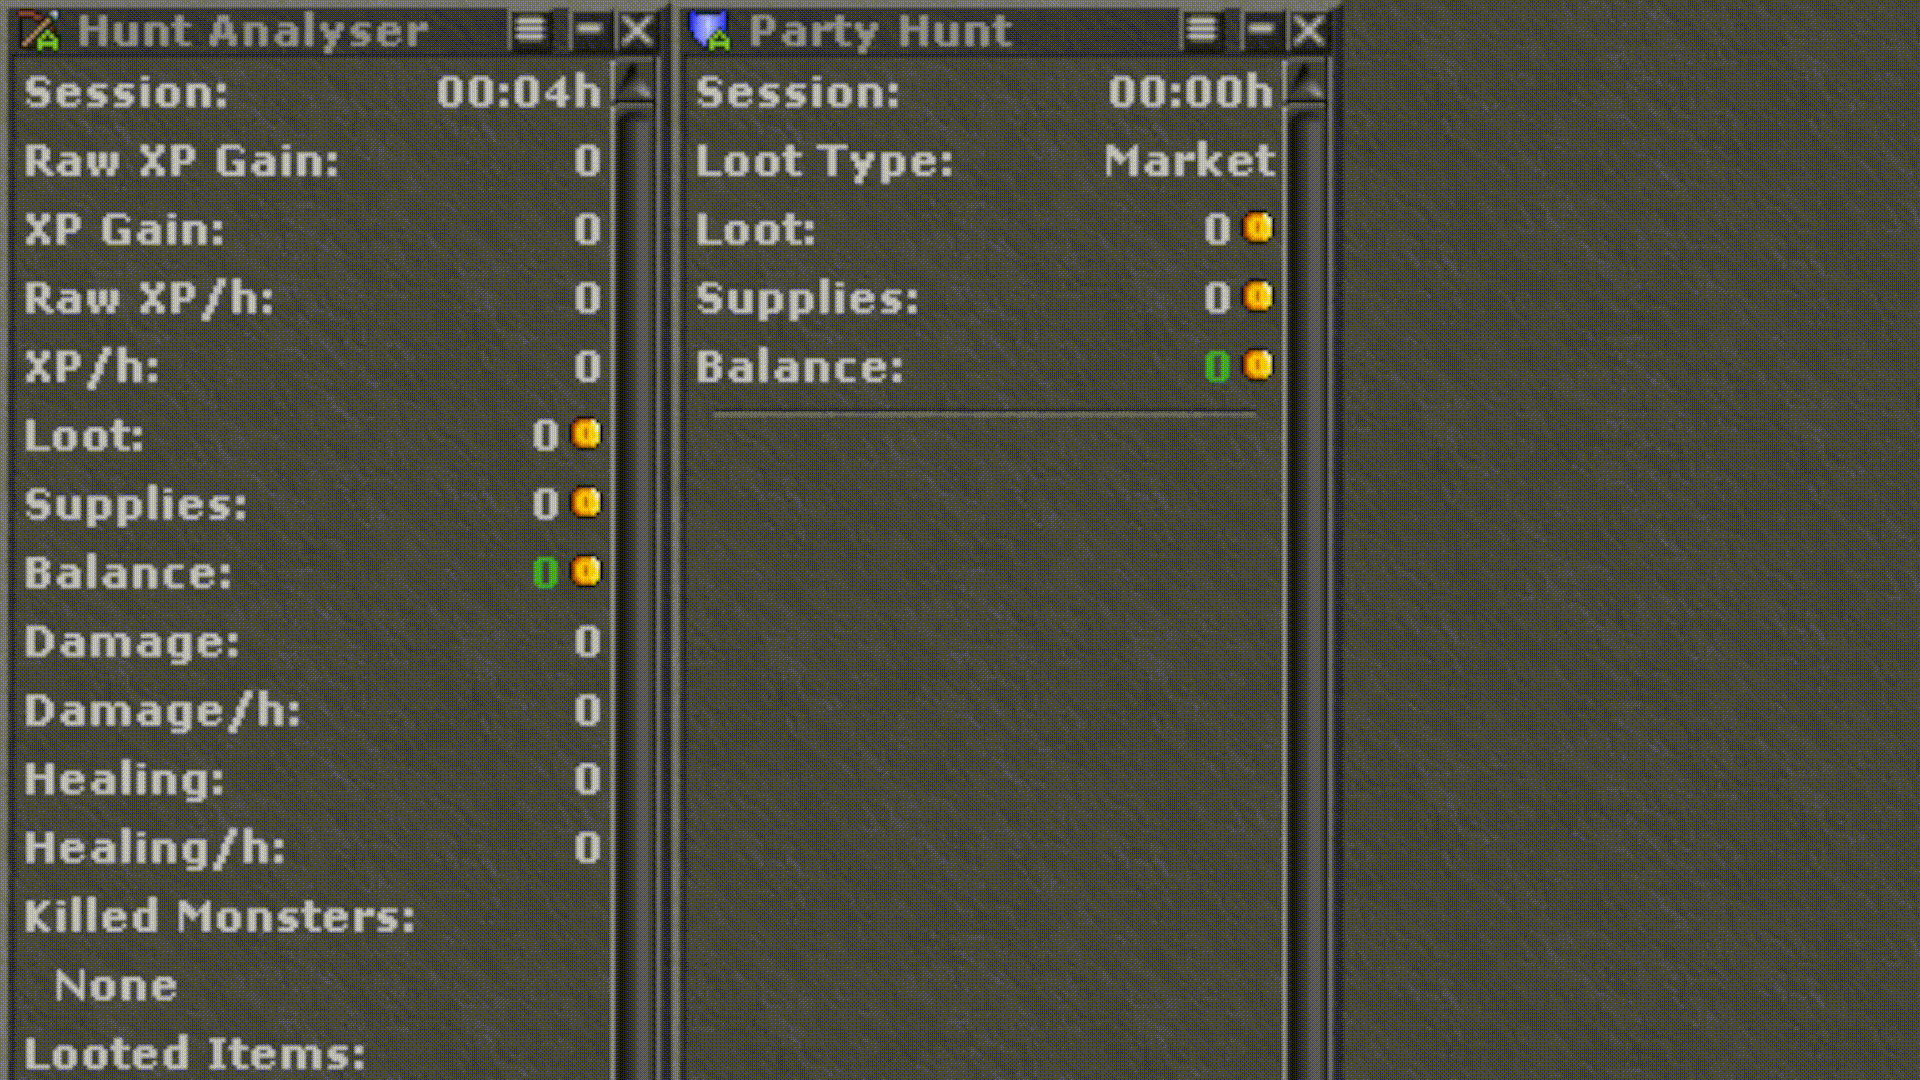 Hunt Analyser
Session: 00:04h
Raw XP Gain: 0
XP Gain: 0
Raw XP/h: 0
XP/h: 0
Loot: 0
Supplies: 0
Balance: 0
Damage: 0
Damage/h: 0
Healing: 0
Healing/h: 0
Killed Monsters:
None
Looted Items:
Party Hunt
Session: 00:00h
Loot Type: Market
Loot: 0
Supplies: 0
Balance: 0